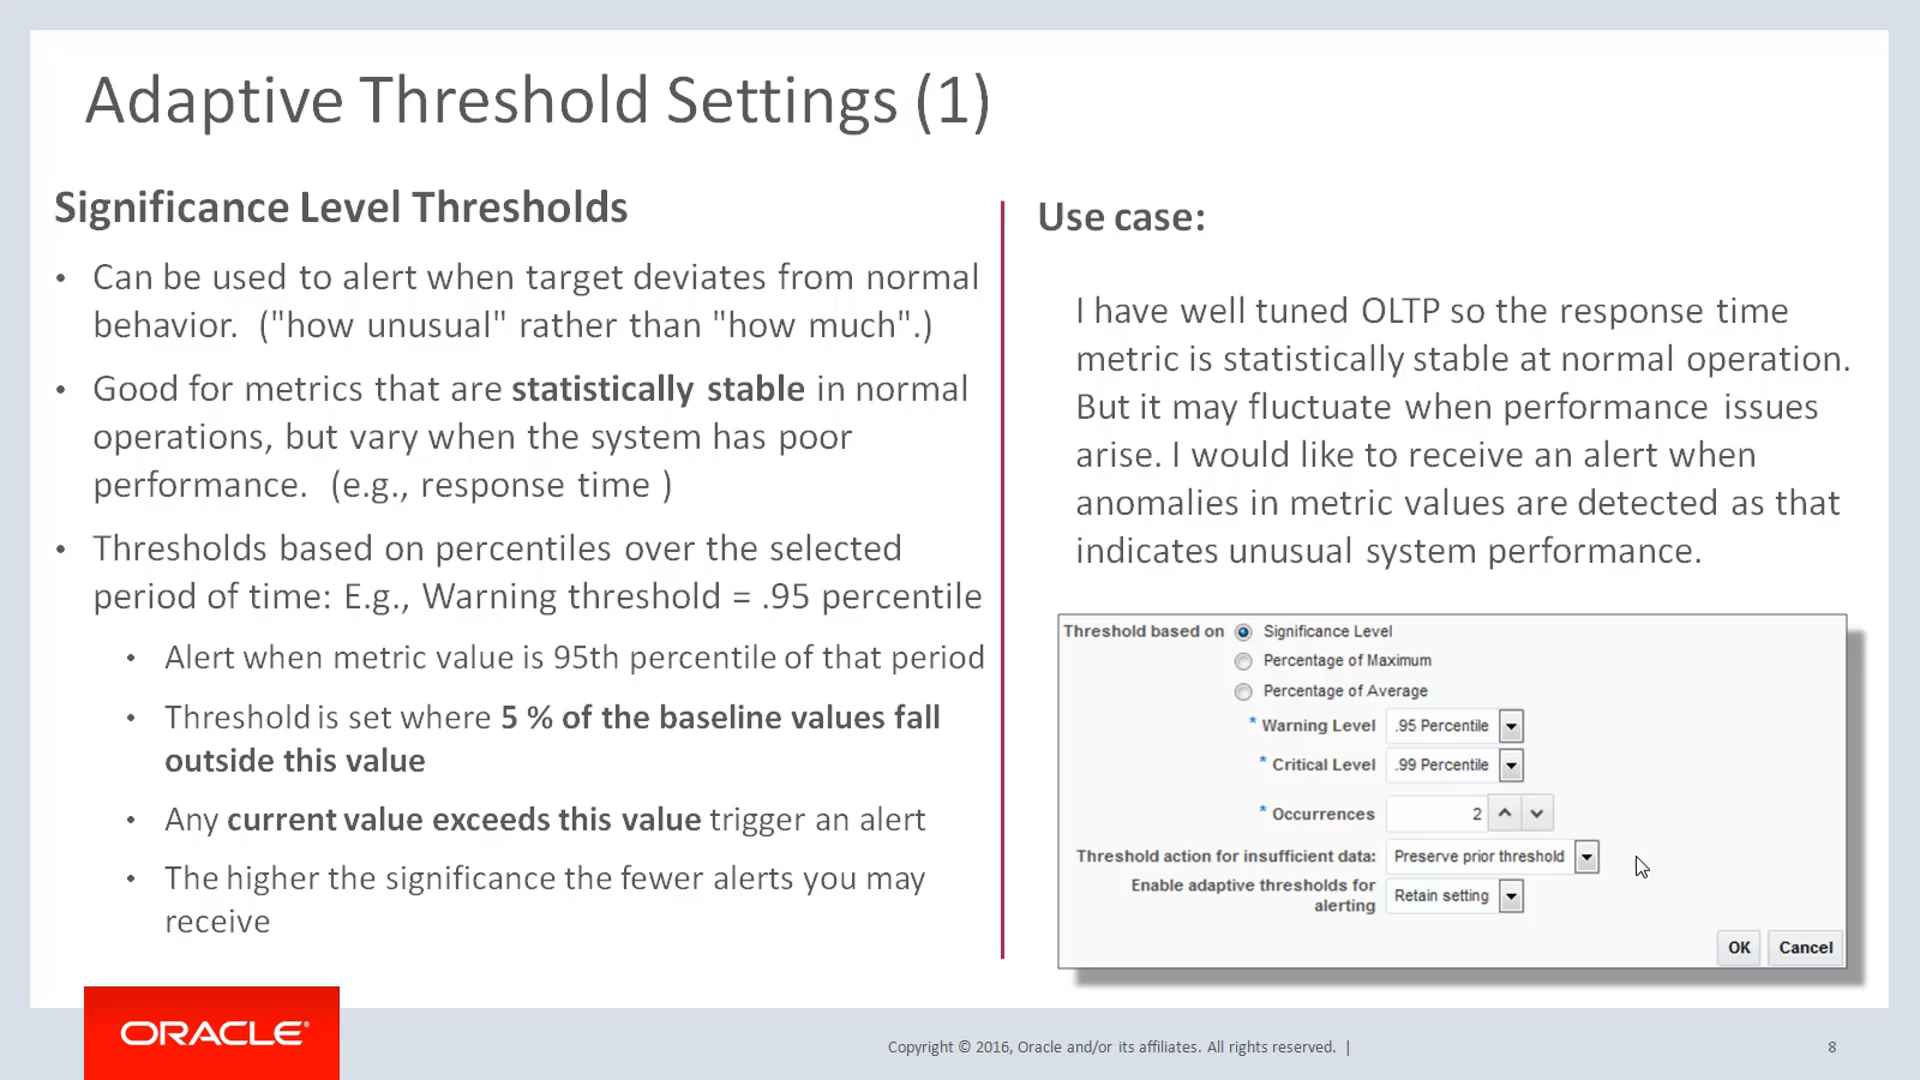 Adaptive Threshold Settings (1)
Significance Level Thresholds
• Can be used to alert when target deviates from normal
behavior. ("how unusual" rather than "how much".)
• Good for metrics that are statistically stable in normal
operations, but vary when the system has poor
performance. (e.g., response time )
• Thresholds based on percentiles over the selected
period of time: E.g., Warning threshold = .95 percentile
• Alert when metric value is 95th percentile of that period
• Threshold is set where 5 % of the baseline values fall
outside this value
• Any current value exceeds this value trigger an alert
• The higher the significance the fewer alerts you may
receive
Use case:
I have well tuned OLTP so the response time
metric is statistically stable at normal operation.
But it may fluctuate when performance issues
arise. I would like to receive an alert when
anomalies in metric values are detected as that
indicates unusual system performance.
Threshold based on Significance Level
Percentage of Maximum
Percentage of Average
* Warning Level .95 Percentile
* Critical Level .99 Percentile
* Occurrences 2
Threshold action for insufficient data: Preserve prior threshold
Enable adaptive thresholds for
alerting Retain setting
OK Cancel
ORACLE®
Copyright © 2016, Oracle and/or its affiliates. All rights reserved. |
8